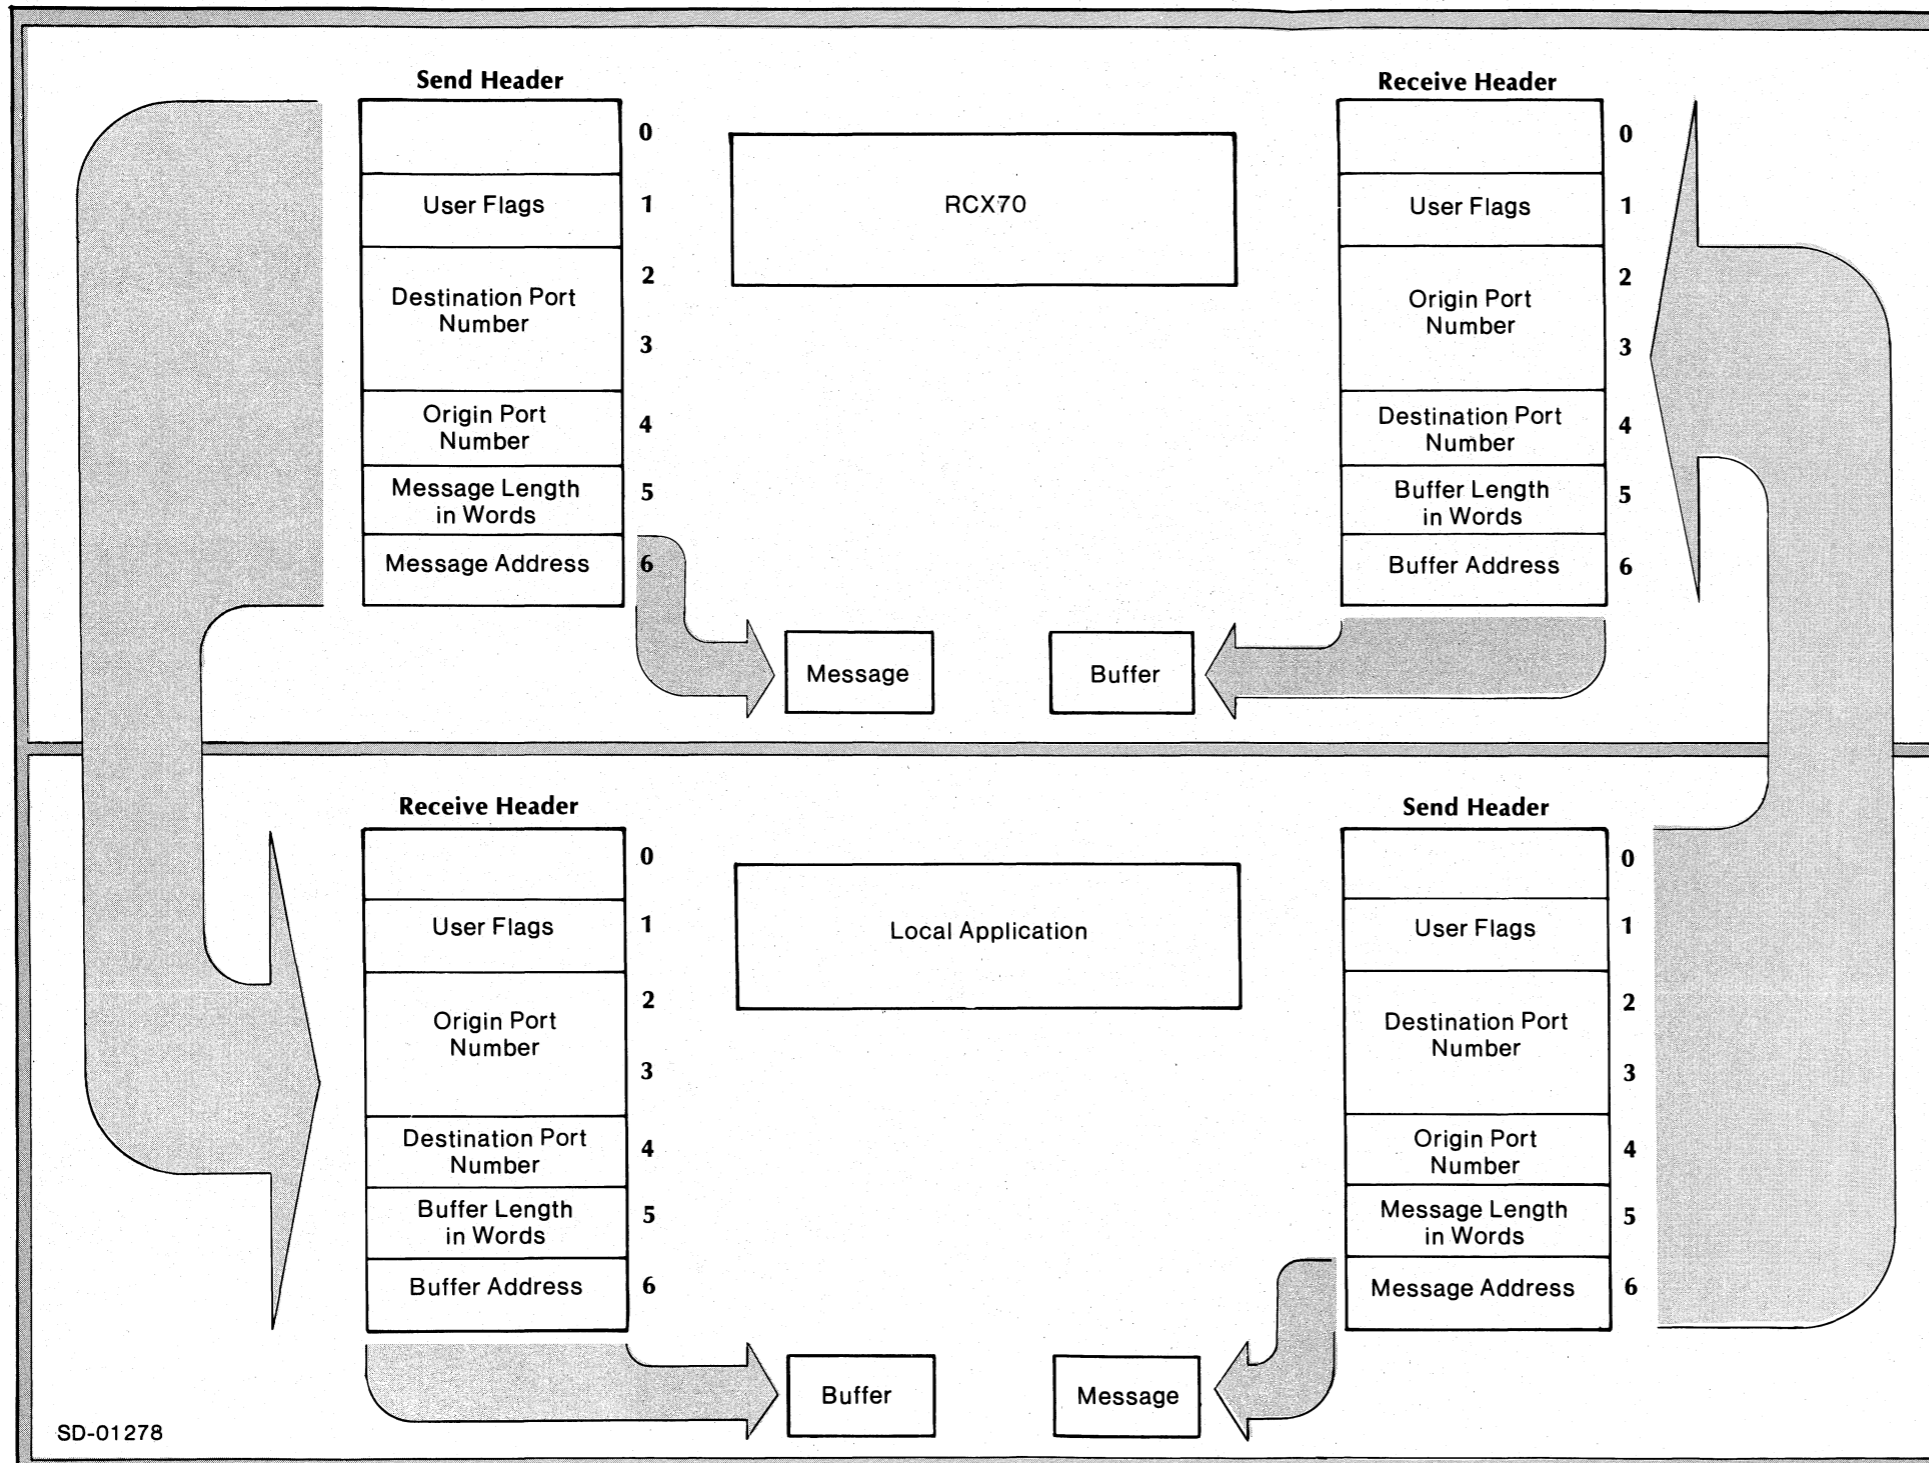 Send Header
0
User Flags
1
Destination Port
Number
2
3
Origin Port
Number
4
Message Length
in Words
5
Message Address
6
RCX70
Message
Receive Header
0
User Flags
1
Origin Port
Number
2
3
Destination Port
Number
4
Buffer Length
in Words
5
Buffer Address
6
Buffer
Receive Header
0
User Flags
1
Origin Port
Number
2
3
Destination Port
Number
4
Buffer Length
in Words
5
Buffer Address
6
Local Application
Buffer
Send Header
0
User Flags
1
Destination Port
Number
2
3
Origin Port
Number
4
Message Length
in Words
5
Message Address
6
Message
SD-01278